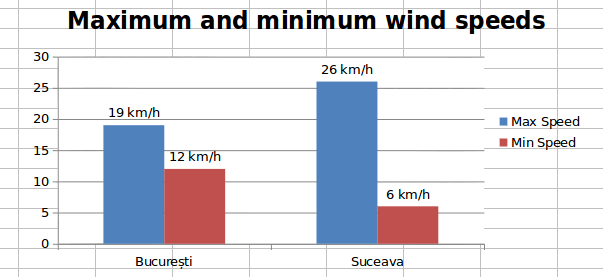 Maximum and minimum wind speeds
30
25
20
15
10
5
0
19 km/h
12 km/h
26 km/h
6 km/h
București
Suceava
Max Speed
Min Speed